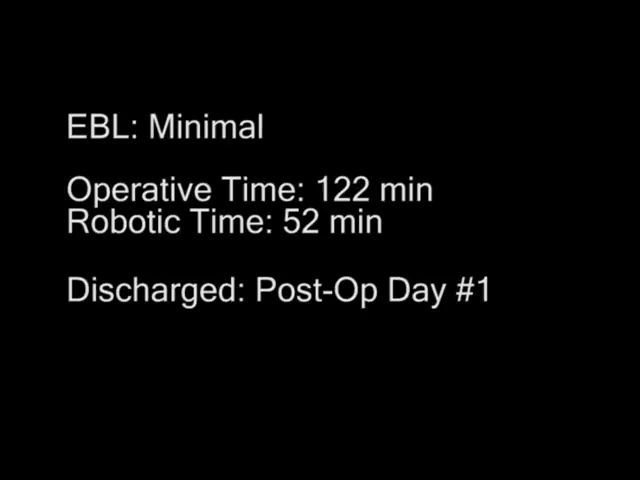 EBL: Minimal
Operative Time: 122 min
Robotic Time: 52 min
Discharged: Post-Op Day #1